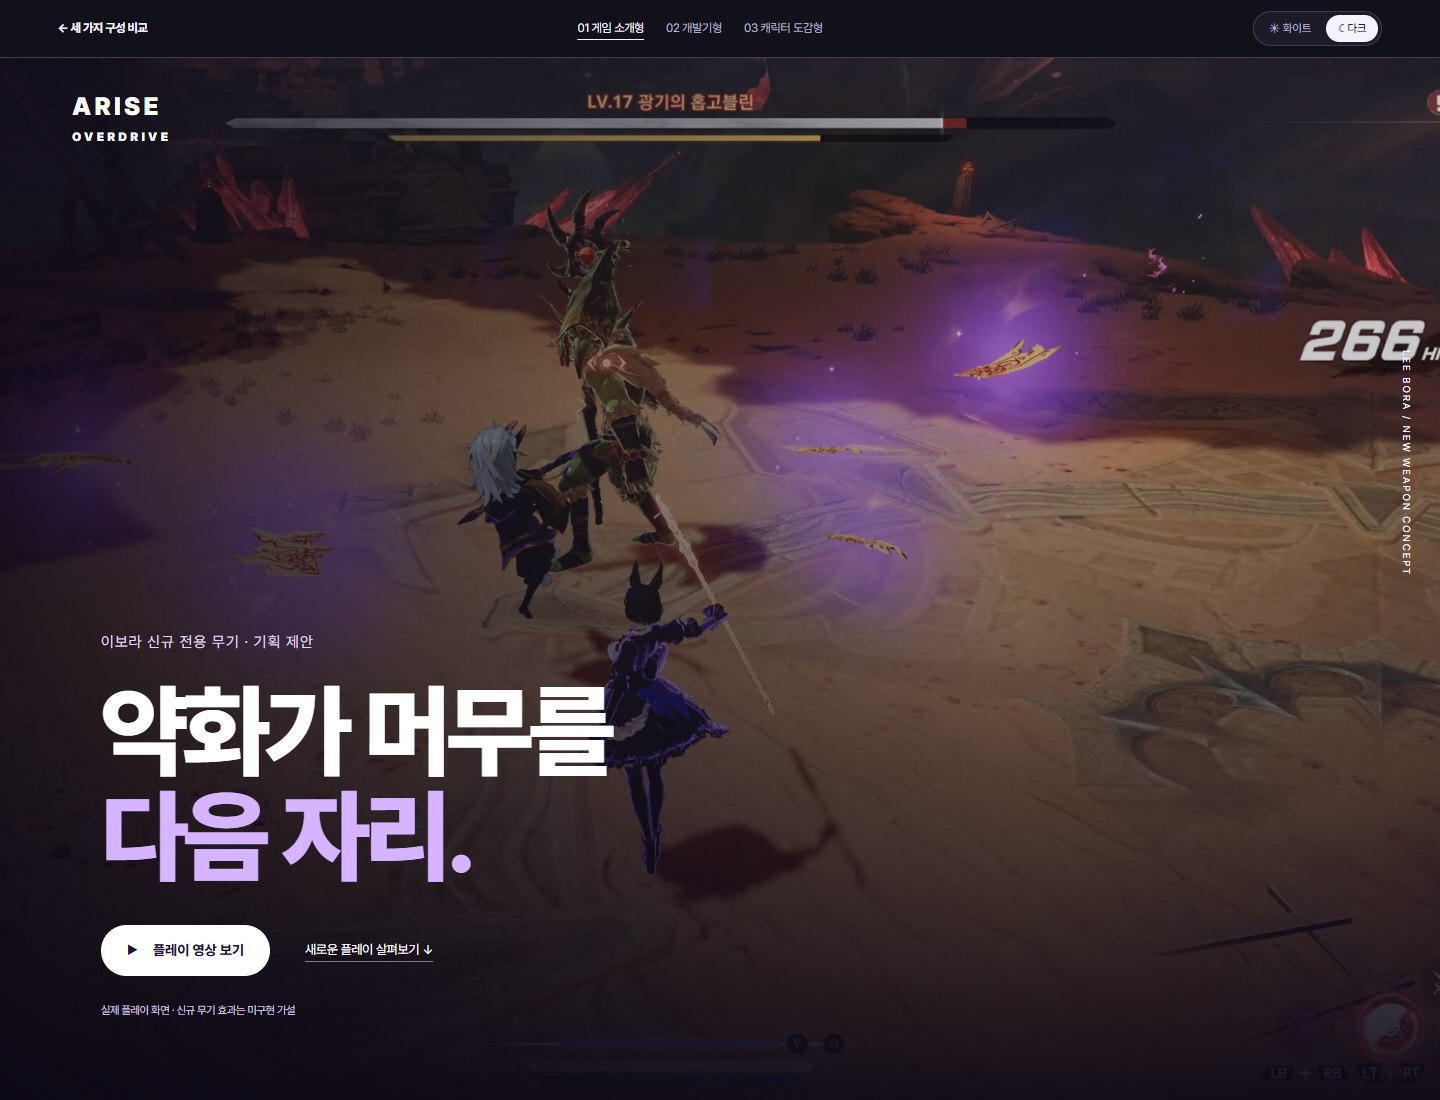 ← 세 가지 구성 비교
01 게임 소개형
02 개발기형
03 캐릭터 도감형
☀ 화이트
☾ 다크
ARISE
OVERDRIVE
LV.17 광기의 홉고블린
266
LEE BORA / NEW WEAPON CONCEPT
이보라 신규 전용 무기 · 기획 제안
약화가 머무를
다음 자리.
▶ 플레이 영상 보기
새로운 플레이 살펴보기 ↓
실제 플레이 화면 · 신규 무기 효과는 미구현 가설
Y + B
LB + RB
LT + RT